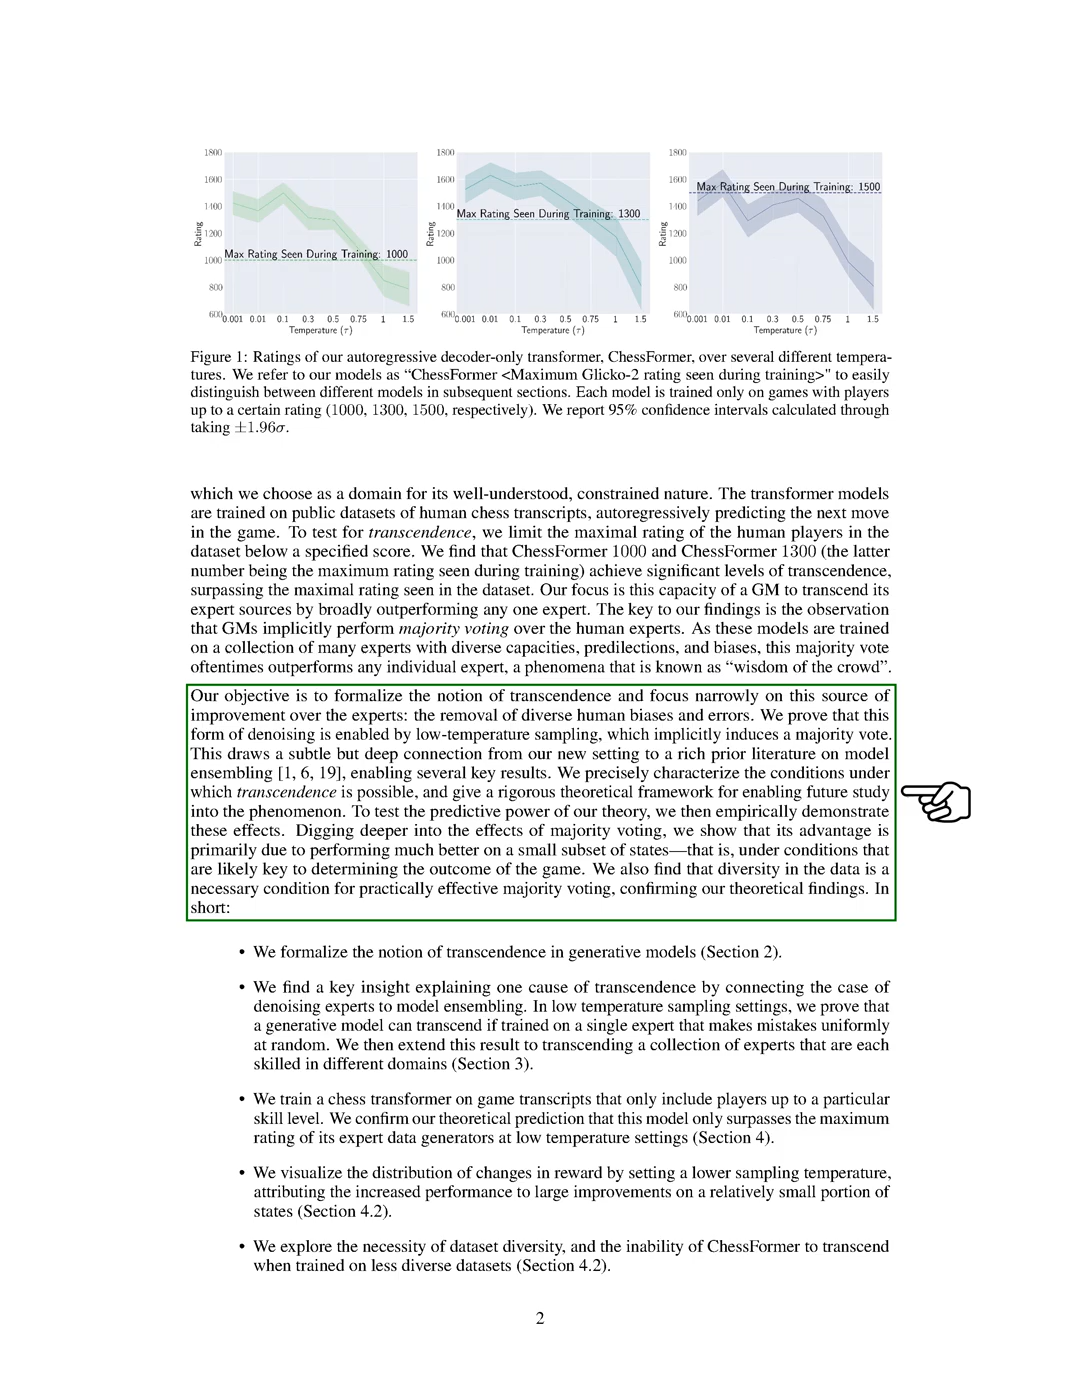 1800
1600
1400
1200
1000
800
600
Rating
Max Rating Seen During Training: 1000
0.001 0.01 0.1 0.3 0.5 0.75 1 1.5
Temperature (τ)
1800
1600
1400
1200
1000
800
600
Rating
Max Rating Seen During Training: 1300
0.001 0.01 0.1 0.3 0.5 0.75 1 1.5
Temperature (τ)
1800
1600
1400
1200
1000
800
600
Rating
Max Rating Seen During Training: 1500
0.001 0.01 0.1 0.3 0.5 0.75 1 1.5
Temperature (τ)
Figure 1: Ratings of our autoregressive decoder-only transformer, ChessFormer, over several different tempera-
tures. We refer to our models as “ChessFormer <Maximum Glicko-2 rating seen during training>" to easily
distinguish between different models in subsequent sections. Each model is trained only on games with players
up to a certain rating (1000, 1300, 1500, respectively). We report 95% confidence intervals calculated through
taking ±1.96σ.
which we choose as a domain for its well-understood, constrained nature. The transformer models
are trained on public datasets of human chess transcripts, autoregressively predicting the next move
in the game. To test for transcendence, we limit the maximal rating of the human players in the
dataset below a specified score. We find that ChessFormer 1000 and ChessFormer 1300 (the latter
number being the maximum rating seen during training) achieve significant levels of transcendence,
surpassing the maximal rating seen in the dataset. Our focus is this capacity of a GM to transcend its
expert sources by broadly outperforming any one expert. The key to our findings is the observation
that GMs implicitly perform majority voting over the human experts. As these models are trained
on a collection of many experts with diverse capacities, predilections, and biases, this majority vote
oftentimes outperforms any individual expert, a phenomena that is known as “wisdom of the crowd”.
Our objective is to formalize the notion of transcendence and focus narrowly on this source of
improvement over the experts: the removal of diverse human biases and errors. We prove that this
form of denoising is enabled by low-temperature sampling, which implicitly induces a majority vote.
This draws a subtle but deep connection from our new setting to a rich prior literature on model
ensembling [1, 6, 19], enabling several key results. We precisely characterize the conditions under
which transcendence is possible, and give a rigorous theoretical framework for enabling future study
into the phenomenon. To test the predictive power of our theory, we then empirically demonstrate
these effects. Digging deeper into the effects of majority voting, we show that its advantage is
primarily due to performing much better on a small subset of states—that is, under conditions that
are likely key to determining the outcome of the game. We also find that diversity in the data is a
necessary condition for practically effective majority voting, confirming our theoretical findings. In
short:
• We formalize the notion of transcendence in generative models (Section 2).
• We find a key insight explaining one cause of transcendence by connecting the case of
denoising experts to model ensembling. In low temperature sampling settings, we prove that
a generative model can transcend if trained on a single expert that makes mistakes uniformly
at random. We then extend this result to transcending a collection of experts that are each
skilled in different domains (Section 3).
• We train a chess transformer on game transcripts that only include players up to a particular
skill level. We confirm our theoretical prediction that this model only surpasses the maximum
rating of its expert data generators at low temperature settings (Section 4).
• We visualize the distribution of changes in reward by setting a lower sampling temperature,
attributing the increased performance to large improvements on a relatively small portion of
states (Section 4.2).
• We explore the necessity of dataset diversity, and the inability of ChessFormer to transcend
when trained on less diverse datasets (Section 4.2).
2